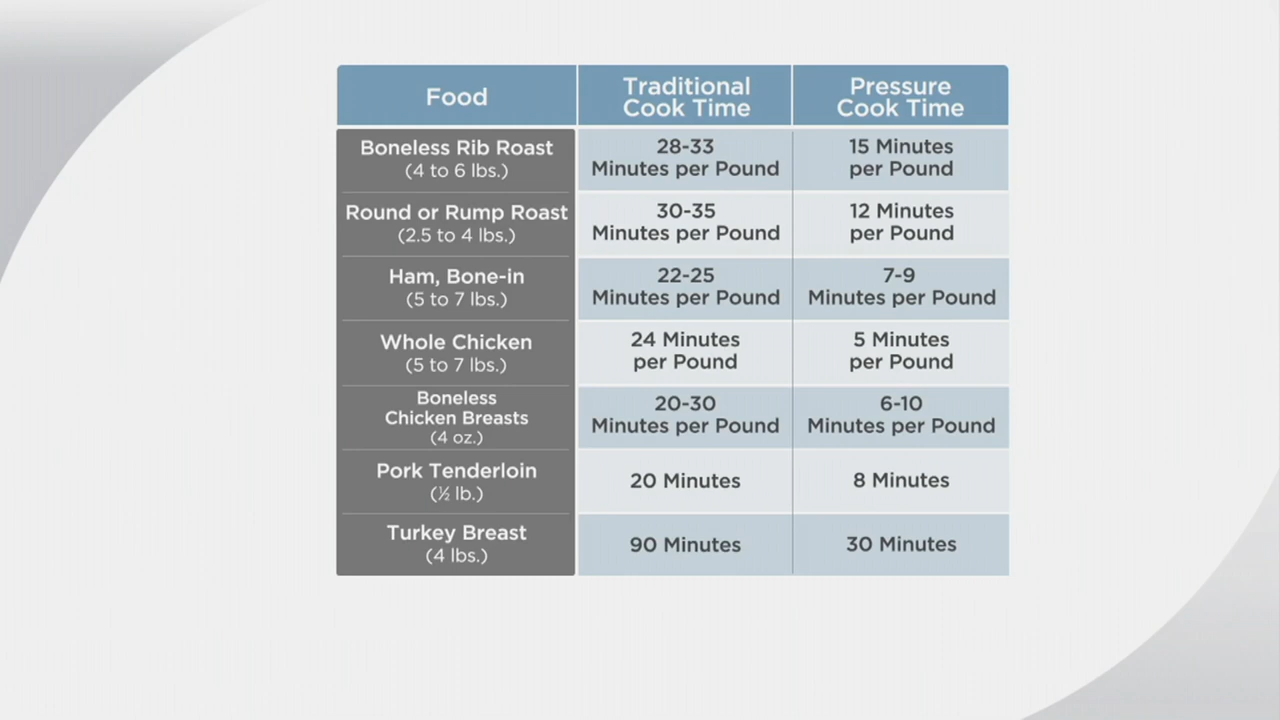 Food
Traditional
Cook Time
Pressure
Cook Time
Boneless Rib Roast
(4 to 6 lbs.)
28-33
Minutes per Pound
15 Minutes
per Pound
Round or Rump Roast
(2.5 to 4 lbs.)
30-35
Minutes per Pound
12 Minutes
per Pound
Ham, Bone-in
(5 to 7 lbs.)
22-25
Minutes per Pound
7-9
Minutes per Pound
Whole Chicken
(5 to 7 lbs.)
24 Minutes
per Pound
5 Minutes
per Pound
Boneless
Chicken Breasts
(4 oz.)
20-30
Minutes per Pound
6-10
Minutes per Pound
Pork Tenderloin
(½ lb.)
20 Minutes
8 Minutes
Turkey Breast
(4 lbs.)
90 Minutes
30 Minutes